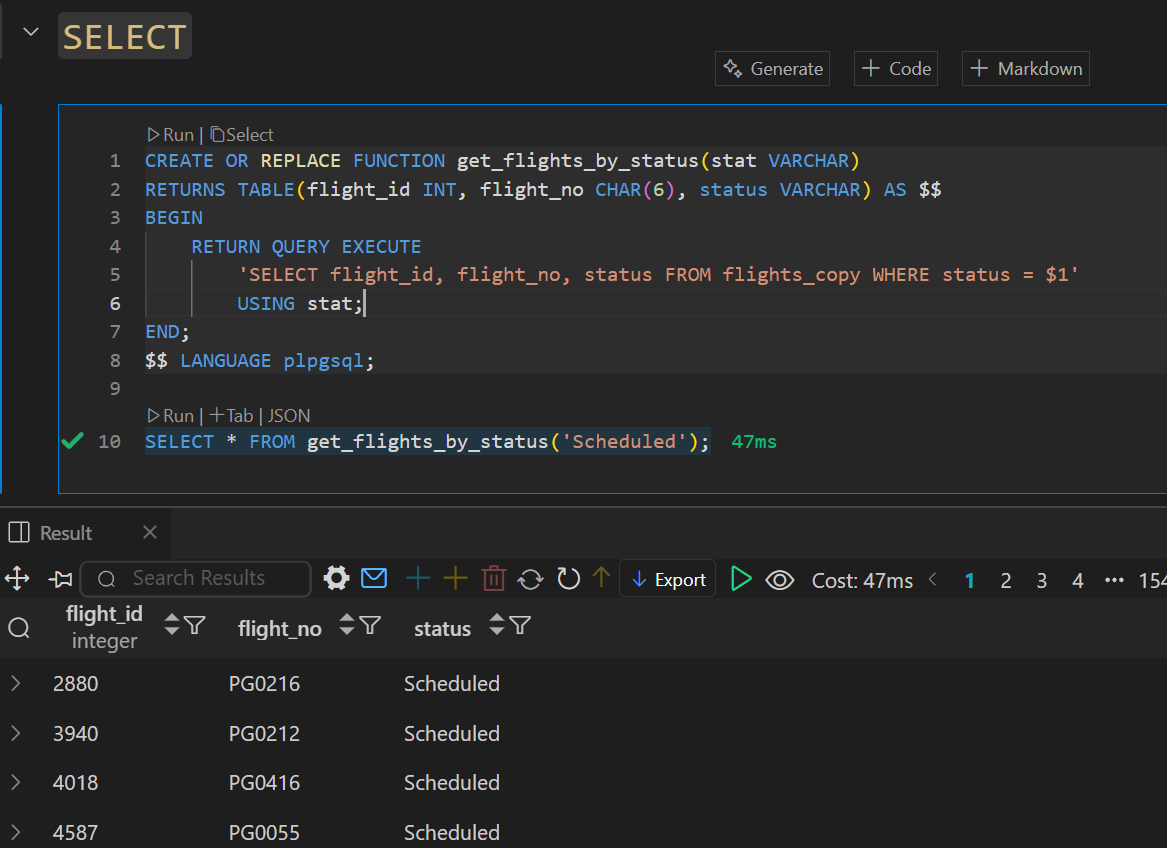 SELECT
Generate + Code + Markdown
Run | Select
1 CREATE OR REPLACE FUNCTION get_flights_by_status(stat VARCHAR)
2 RETURNS TABLE(flight_id INT, flight_no CHAR(6), status VARCHAR) AS $$
3 BEGIN
4 RETURN QUERY EXECUTE
5 'SELECT flight_id, flight_no, status FROM flights_copy WHERE status = $1'
6 USING stat;
7 END;
8 $$ LANGUAGE plpgsql;
9
Run | +Tab | JSON
10 SELECT * FROM get_flights_by_status('Scheduled'); 47ms
Result
Search Results Export Cost: 47ms < 1 2 3 4 ··· 154
flight_id flight_no status
integer
2880 PG0216 Scheduled
3940 PG0212 Scheduled
4018 PG0416 Scheduled
4587 PG0055 Scheduled